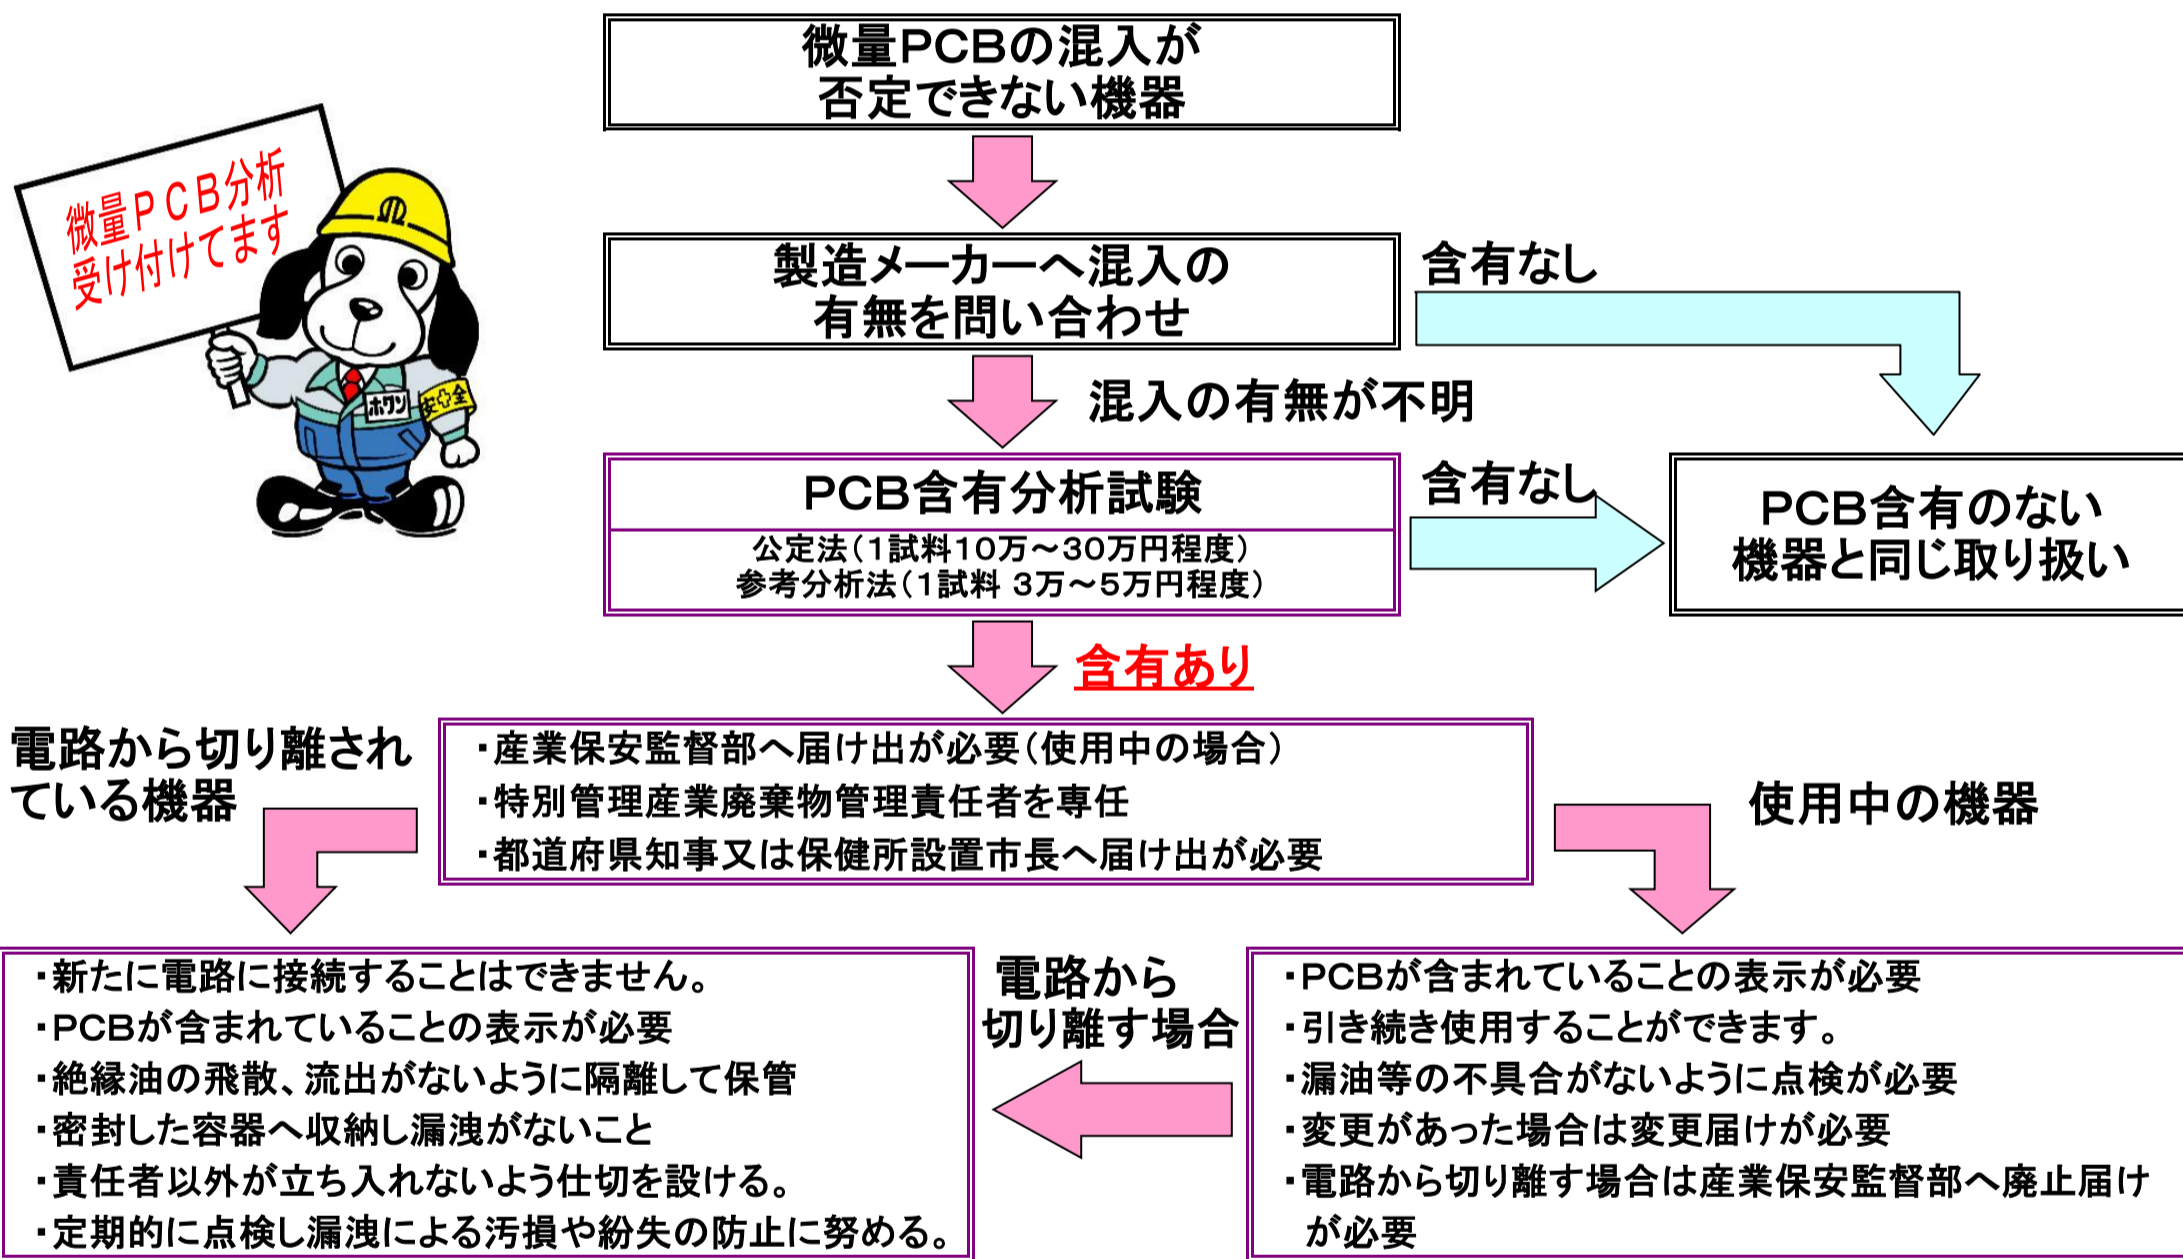 微量PCBの混入が
否定できない機器
微量PCB分析
受け付けてます
ホワン
安全
製造メーカーへ混入の
有無を問い合わせ
含有なし
混入の有無が不明
PCB含有分析試験
公定法(1試料10万～30万円程度)
参考分析法(1試料 3万～5万円程度)
含有なし
PCB含有のない
機器と同じ取り扱い
含有あり
電路から切り離され
ている機器
・産業保安監督部へ届け出が必要(使用中の場合)
・特別管理産業廃棄物管理責任者を専任
・都道府県知事又は保健所設置市長へ届け出が必要
使用中の機器
・新たに電路に接続することはできません。
・PCBが含まれていることの表示が必要
・絶縁油の飛散、流出がないように隔離して保管
・密封した容器へ収納し漏洩がないこと
・責任者以外が立ち入れないよう仕切を設ける。
・定期的に点検し漏洩による汚損や紛失の防止に努める。
電路から
切り離す場合
・PCBが含まれていることの表示が必要
・引き続き使用することができます。
・漏油等の不具合がないように点検が必要
・変更があった場合は変更届けが必要
・電路から切り離す場合は産業保安監督部へ廃止届け
が必要